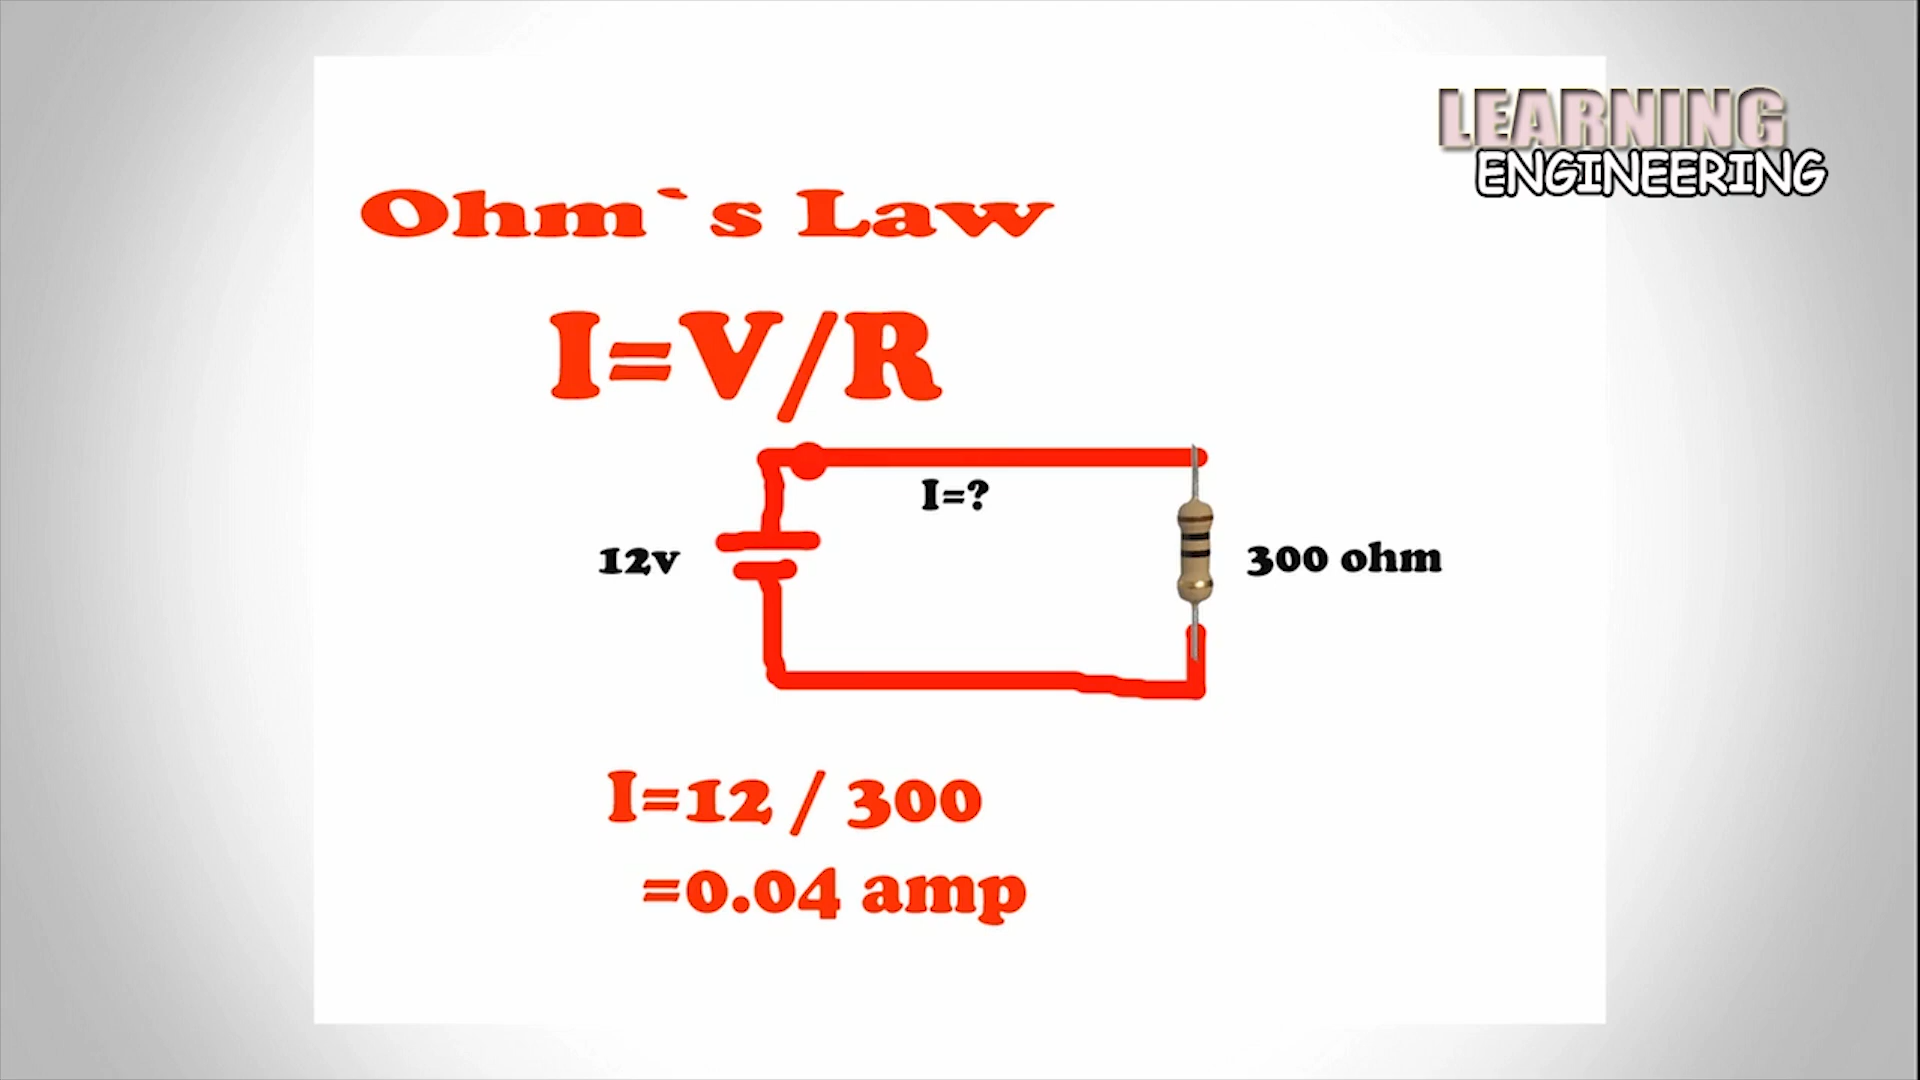 LEARNING
ENGINEERING
Ohm`s Law
I=V/R
I=?
12v
300 ohm
I=12 / 300
=0.04 amp